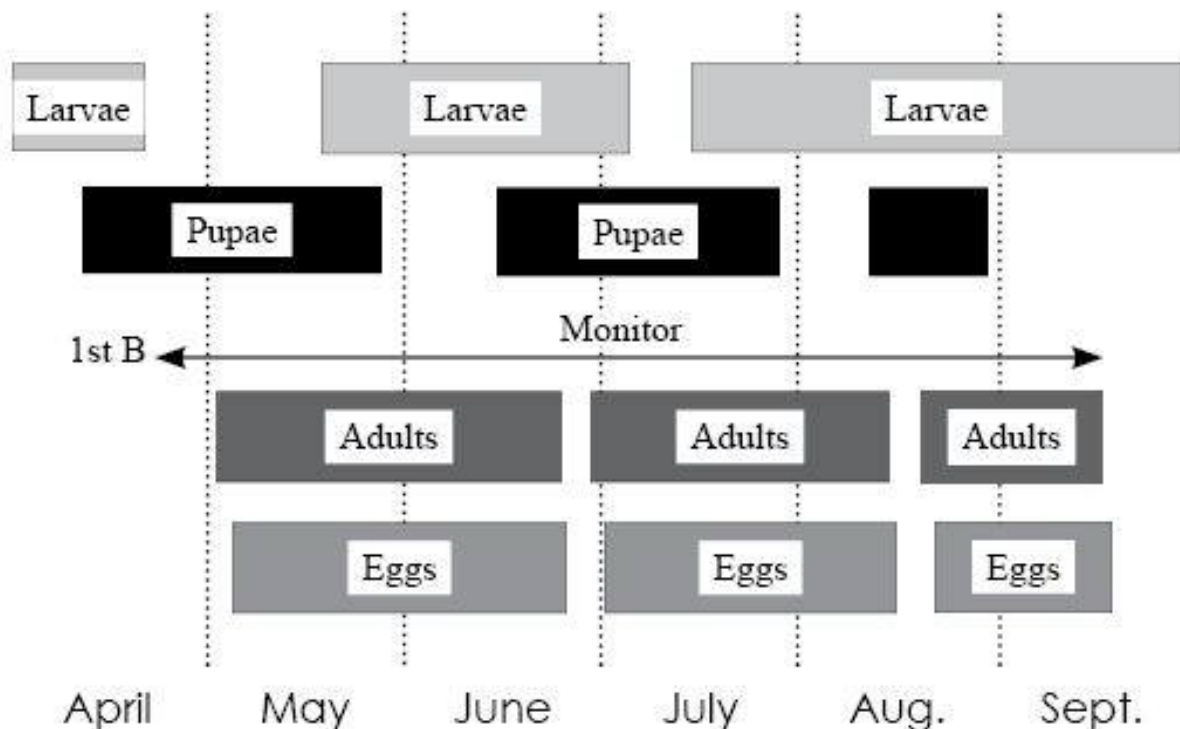 Larvae Larvae Larvae
Pupae Pupae
Monitor
1st B
Adults Adults Adults
Eggs Eggs Eggs
April May June July Aug. Sept.